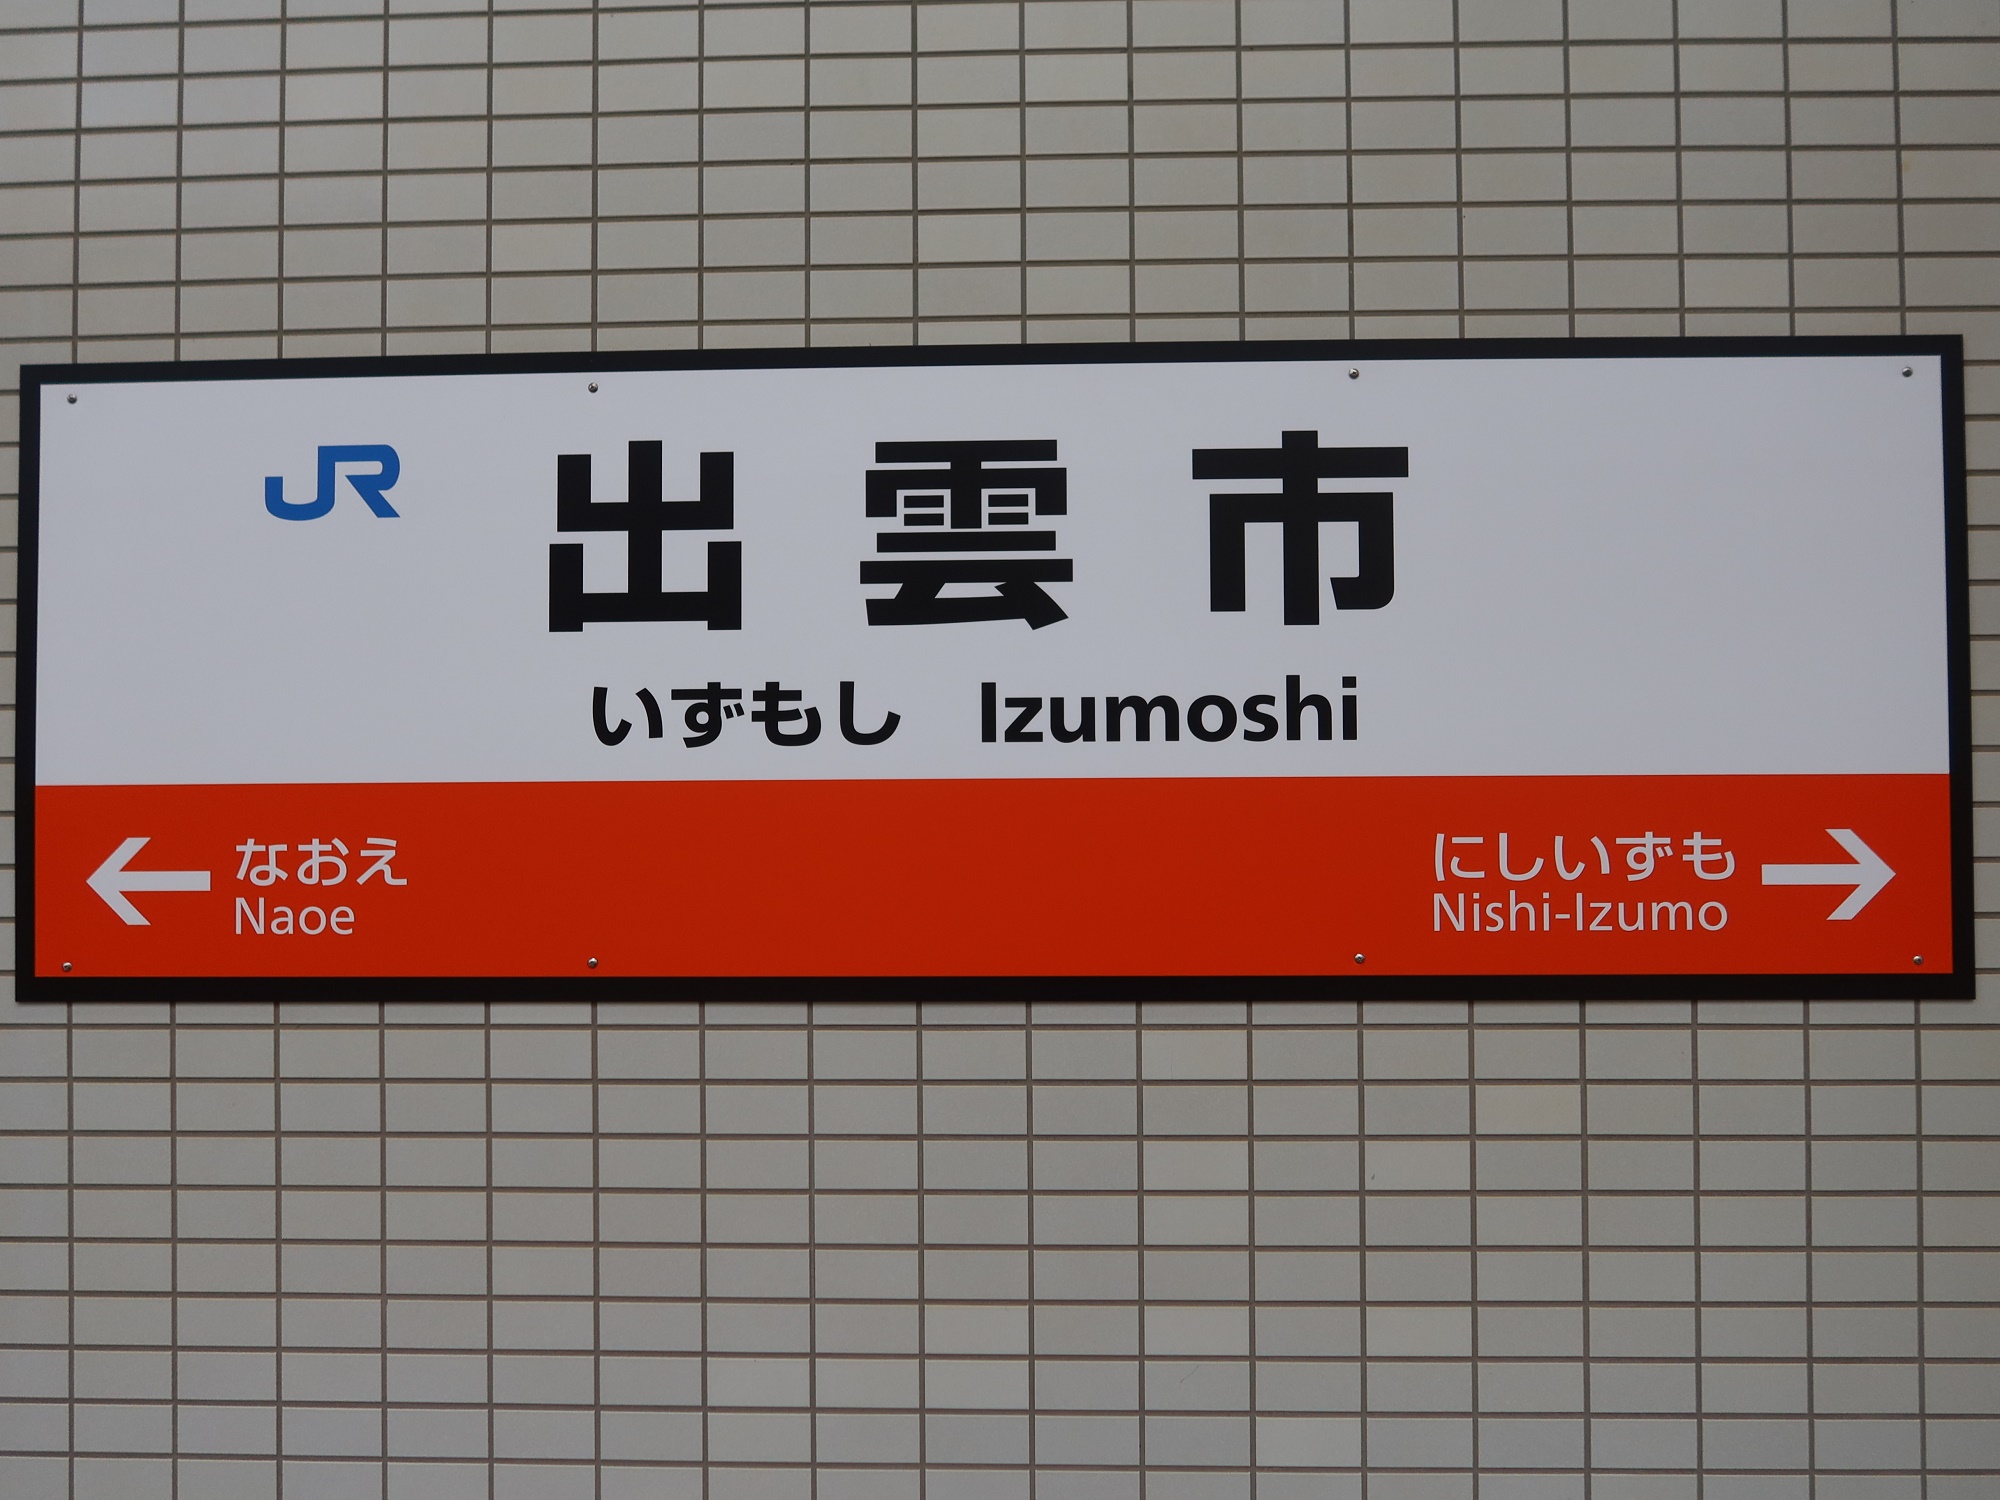 JR 出雲市
いずもし Izumoshi
なおえ
Naoe
にしいずも
Nishi-Izumo